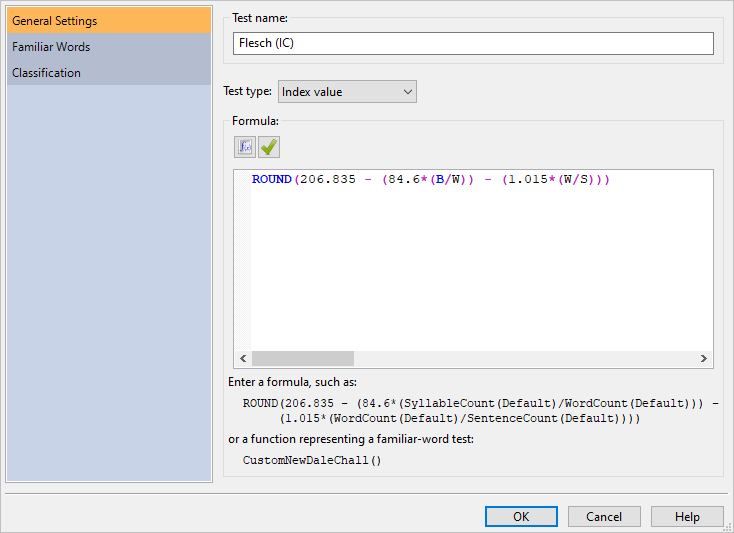 General Settings
Familiar Words
Classification
Test name:
Flesch (IC)
Test type: Index value
Formula:
f(x)
ROUND(206.835 - (84.6*(B/W)) - (1.015*(W/S)))
Enter a formula, such as:
ROUND(206.835 - (84.6*(SyllableCount(Default)/WordCount(Default))) -
(1.015*(WordCount(Default)/SentenceCount(Default))))
or a function representing a familiar-word test:
CustomNewDaleChall()
OK Cancel Help